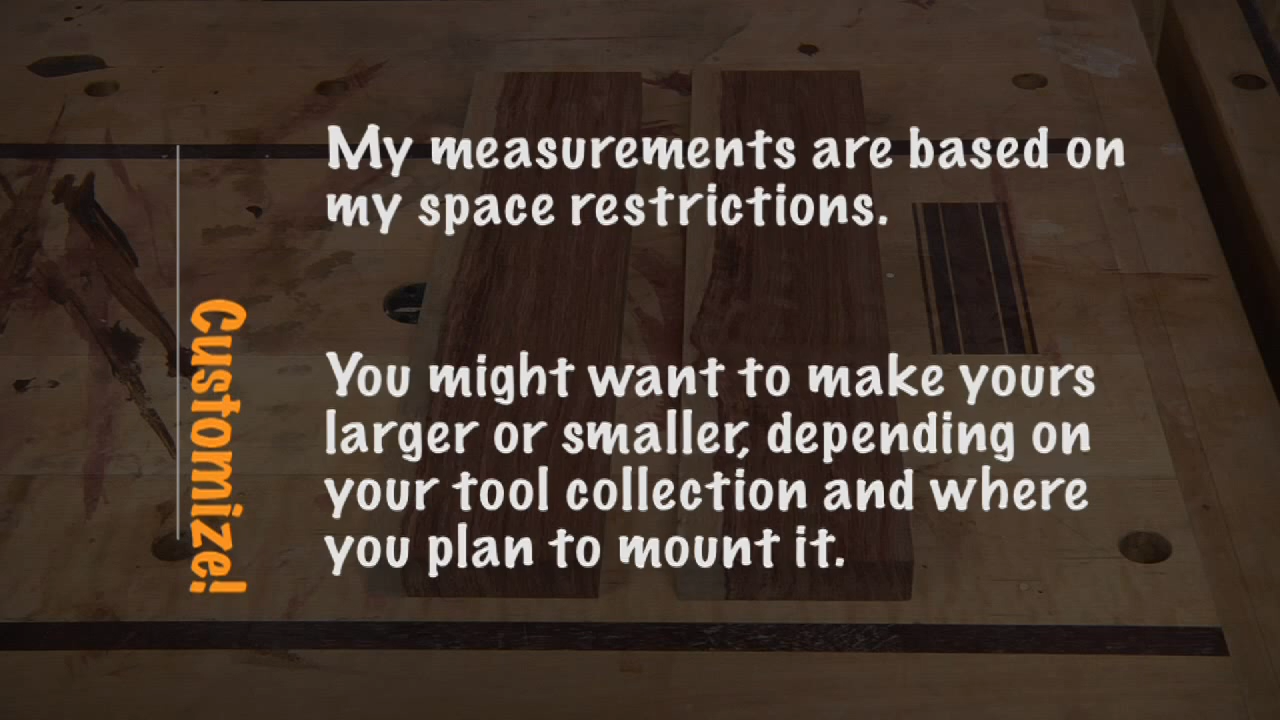 Customize!
My measurements are based on
my space restrictions.
You might want to make yours
larger or smaller, depending on
your tool collection and where
you plan to mount it.